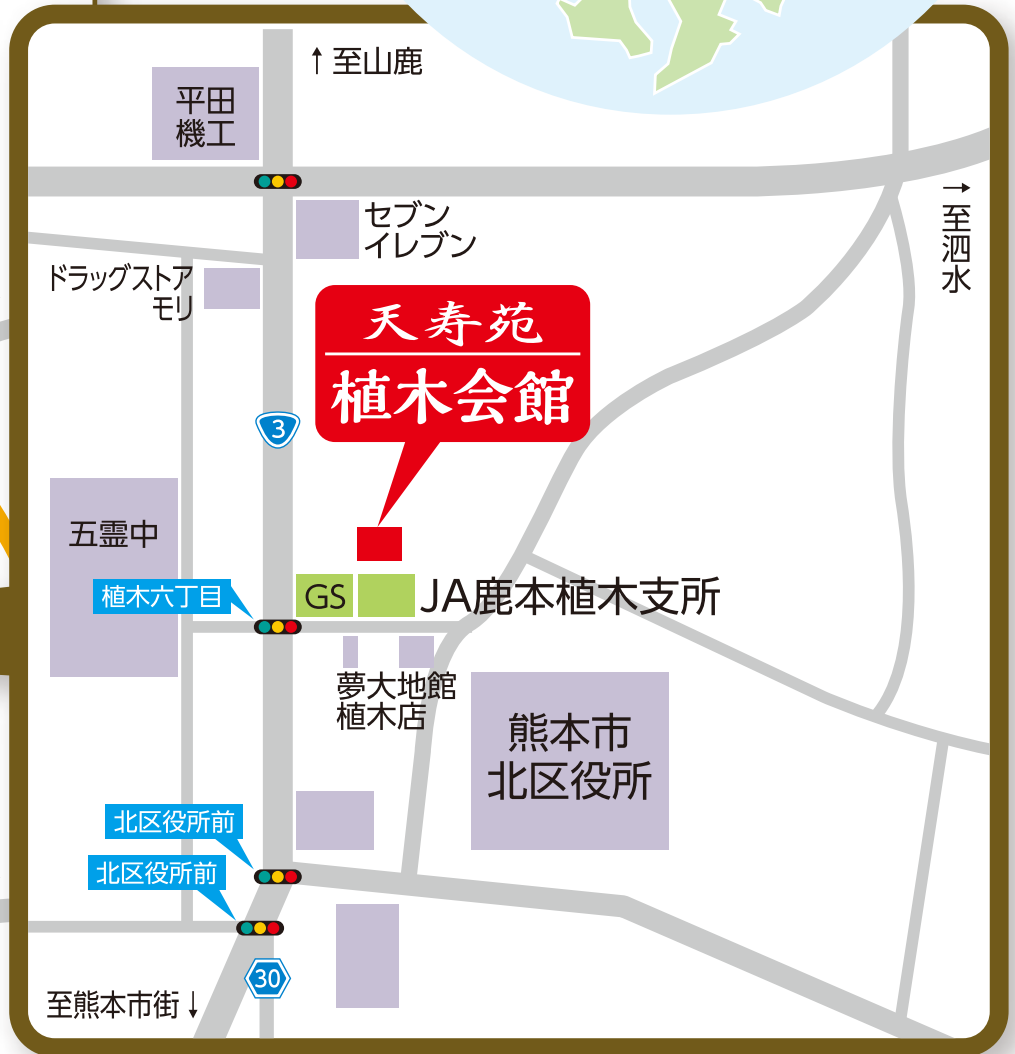 ↑至山鹿
平田
機工
セブン
イレブン
→至泗水
ドラッグストア
モリ
天寿苑
植木会館
3
五霊中
植木六丁目
GS
JA鹿本植木支所
夢大地館
植木店
熊本市
北区役所
北区役所前
北区役所前
30
至熊本市街↓